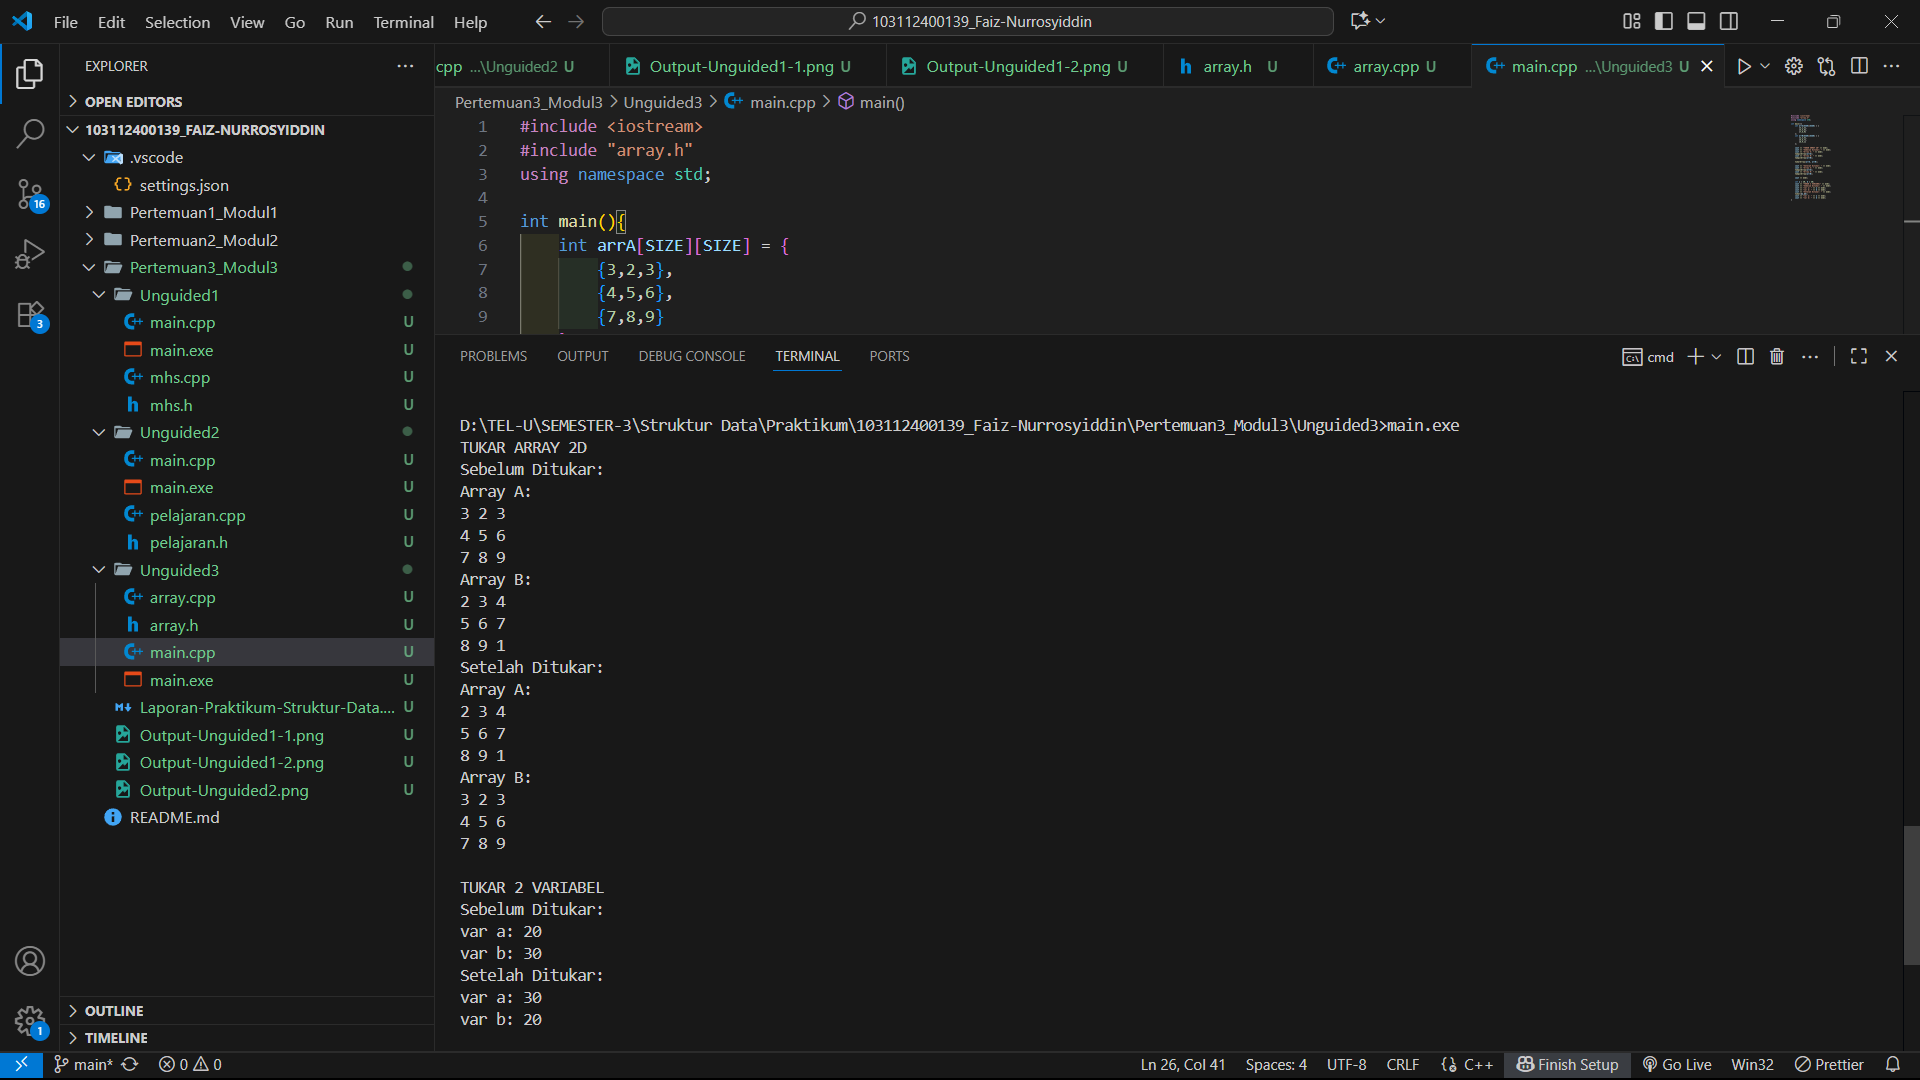 File Edit Selection View Go Run Terminal Help
103112400139_Faiz-Nurrosyiddin
EXPLORER
OPEN EDITORS
103112400139_FAIZ-NURROSYIDDIN
.vscode
settings.json
Pertemuan1_Modul1
Pertemuan2_Modul2
Pertemuan3_Modul3
Unguided1
main.cpp U
main.exe U
mhs.cpp U
mhs.h U
Unguided2
main.cpp U
main.exe U
pelajaran.cpp U
pelajaran.h U
Unguided3
array.cpp U
array.h U
main.cpp U
main.exe U
Laporan-Praktikum-Struktur-Data.... U
Output-Unguided1-1.png U
Output-Unguided1-2.png U
Output-Unguided2.png U
README.md
OUTLINE
TIMELINE
16
3
1
cpp ...\Unguided2 U Output-Unguided1-1.png U Output-Unguided1-2.png U array.h U array.cpp U main.cpp ...\Unguided3 U
Pertemuan3_Modul3 > Unguided3 > main.cpp > main()
1 #include <iostream>
2 #include "array.h"
3 using namespace std;
4
5 int main(){
6 int arrA[SIZE][SIZE] = {
7 {3,2,3},
8 {4,5,6},
9 {7,8,9}
PROBLEMS OUTPUT DEBUG CONSOLE TERMINAL PORTS
cmd
D:\TEL-U\SEMESTER-3\Struktur Data\Praktikum\103112400139_Faiz-Nurrosyiddin\Pertemuan3_Modul3\Unguided3>main.exe
TUKAR ARRAY 2D
Sebelum Ditukar:
Array A:
3 2 3
4 5 6
7 8 9
Array B:
2 3 4
5 6 7
8 9 1
Setelah Ditukar:
Array A:
2 3 4
5 6 7
8 9 1
Array B:
3 2 3
4 5 6
7 8 9
TUKAR 2 VARIABEL
Sebelum Ditukar:
var a: 20
var b: 30
Setelah Ditukar:
var a: 30
var b: 20
main* 0 0 Ln 26, Col 41 Spaces: 4 UTF-8 CRLF {} C++ Finish Setup Go Live Win32 Prettier